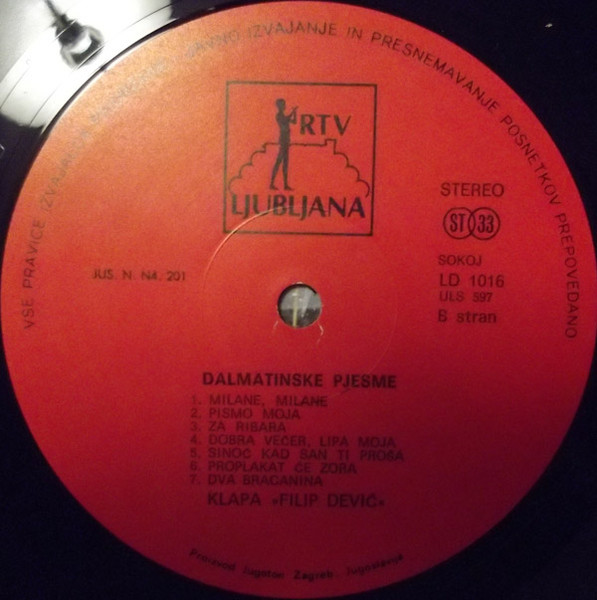 VSE PRAVICE IZVAJALCA JAVNO IZVAJANJE IN PRESNEMAVANJE POSNETKOV PREPOVEDANO
RTV
LJUBLJANA
STEREO
ST 33
JUS. N. N4. 201
SOKOJ
LD 1016
ULS 597
B stran
DALMATINSKE PJESME
1. MILANE, MILANE
2. PISMO MOJA
3. ZA RIBARA
4. DOBRA VEČER, LIPA MOJA
5. SINOĆ KAD SAN TI PROŠA
6. PROPLAKAT ĆE ZORA
7. DVA BRAČANINA
KLAPA »FILIP DEVIĆ«
Proizvod Jugoton Zagreb Jugoslavija